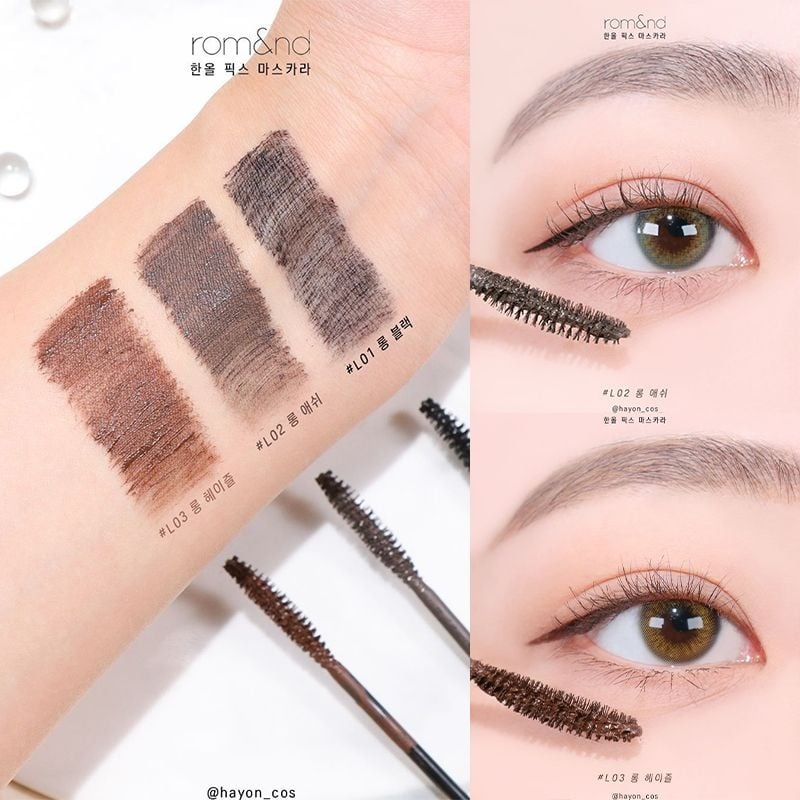 rom&nd
한올 픽스 마스카라
#L01 롱 블랙
#L02 롱 애쉬
#L03 롱 헤이즐
@hayon_cos
rom&nd
한올 픽스 마스카라
#L02 롱 애쉬
@hayon_cos
한올 픽스 마스카라
#L03 롱 헤이즐
@hayon_cos